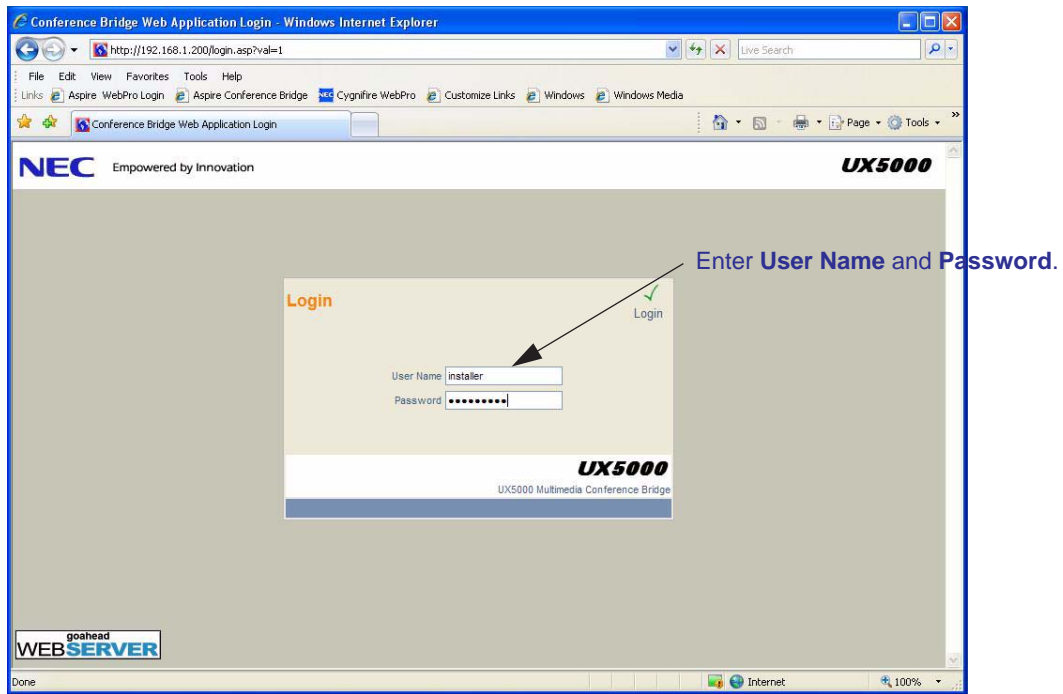 Conference Bridge Web Application Login - Windows Internet Explorer
http://192.168.1.200/login.asp?val=1
Live Search
File Edit View Favorites Tools Help
Links Aspire WebPro Login Aspire Conference Bridge NEC Cygnifire WebPro Customize Links Windows Windows Media
Conference Bridge Web Application Login
Page Tools »
NEC Empowered by Innovation
UX5000
Enter User Name and Password.
Login
Login
User Name installer
Password •••••••••
UX5000
UX5000 Multimedia Conference Bridge
goahead
WEBSERVER
Done
Internet
100%